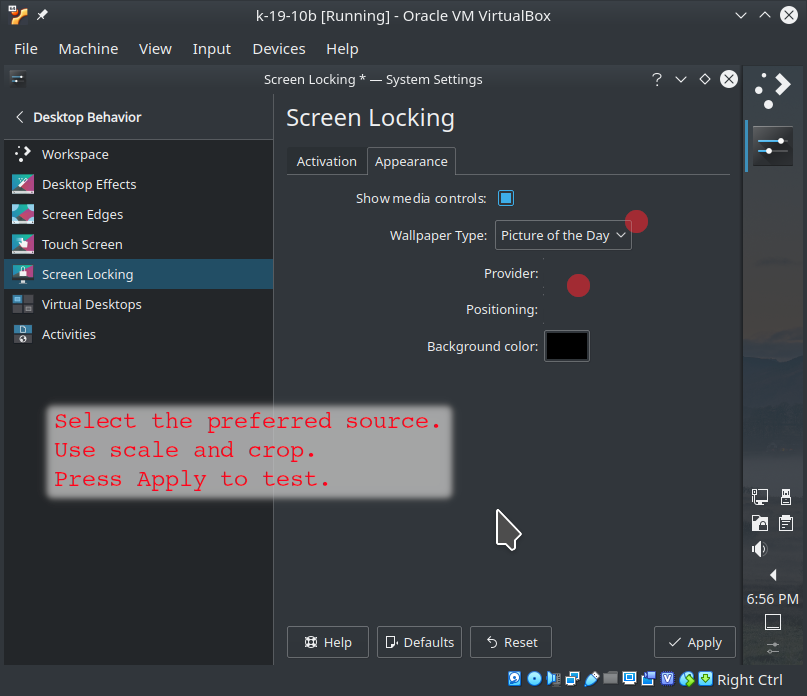 k-19-10b [Running] - Oracle VM VirtualBox
File Machine View Input Devices Help
Screen Locking * — System Settings
?
Desktop Behavior
Workspace
Desktop Effects
Screen Edges
Touch Screen
Screen Locking
Virtual Desktops
Activities
Screen Locking
Activation Appearance
Show media controls:
Wallpaper Type: Picture of the Day
Provider:
Positioning:
Background color:
Select the preferred source.
Use scale and crop.
Press Apply to test.
Help Defaults Reset Apply
6:56 PM
Right Ctrl